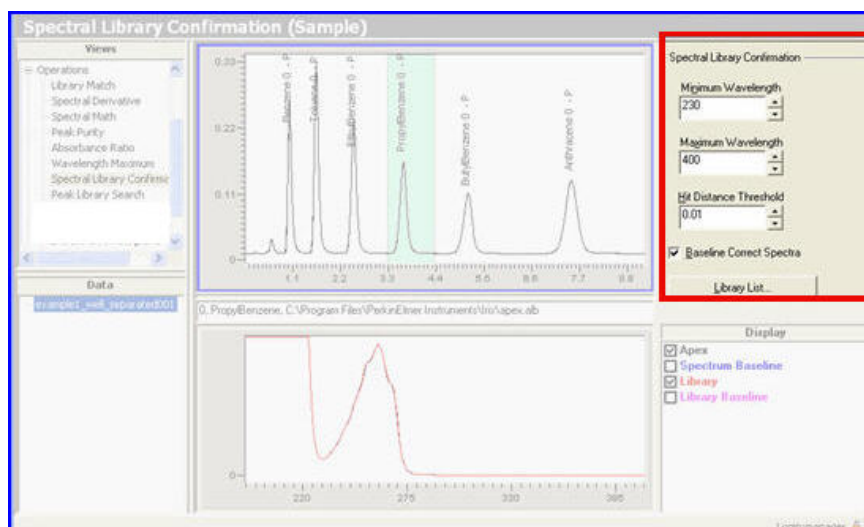 Spectral Library Confirmation (Sample)
Views
Operations
Library Match
Spectral Derivative
Spectral Math
Peak Purity
Absorbance Ratio
Wavelength Maximum
Spectral Library Confirmc
Peak Library Search
Data
example1_well_separated001
0.33
0.22
0.11
0
Benzene 0 - P
Toluene 0 - P
EthylBenzene 0 - P
PropylBenzene 0 - P
ButylBenzene 0 - P
Anthracene 0 - P
1.1 2.2 3.3 4.4 5.5 6.6 7.7 8.8
0, PropylBenzene, C:\Program Files\PerkinElmer Instruments\Iris\apex.alb
0
220 275 330 385
Spectral Library Confirmation
Minimum Wavelength
230
Maximum Wavelength
400
Hit Distance Threshold
0.01
Baseline Correct Spectra
Library List...
Display
Apex
Spectrum Baseline
Library
Library Baseline